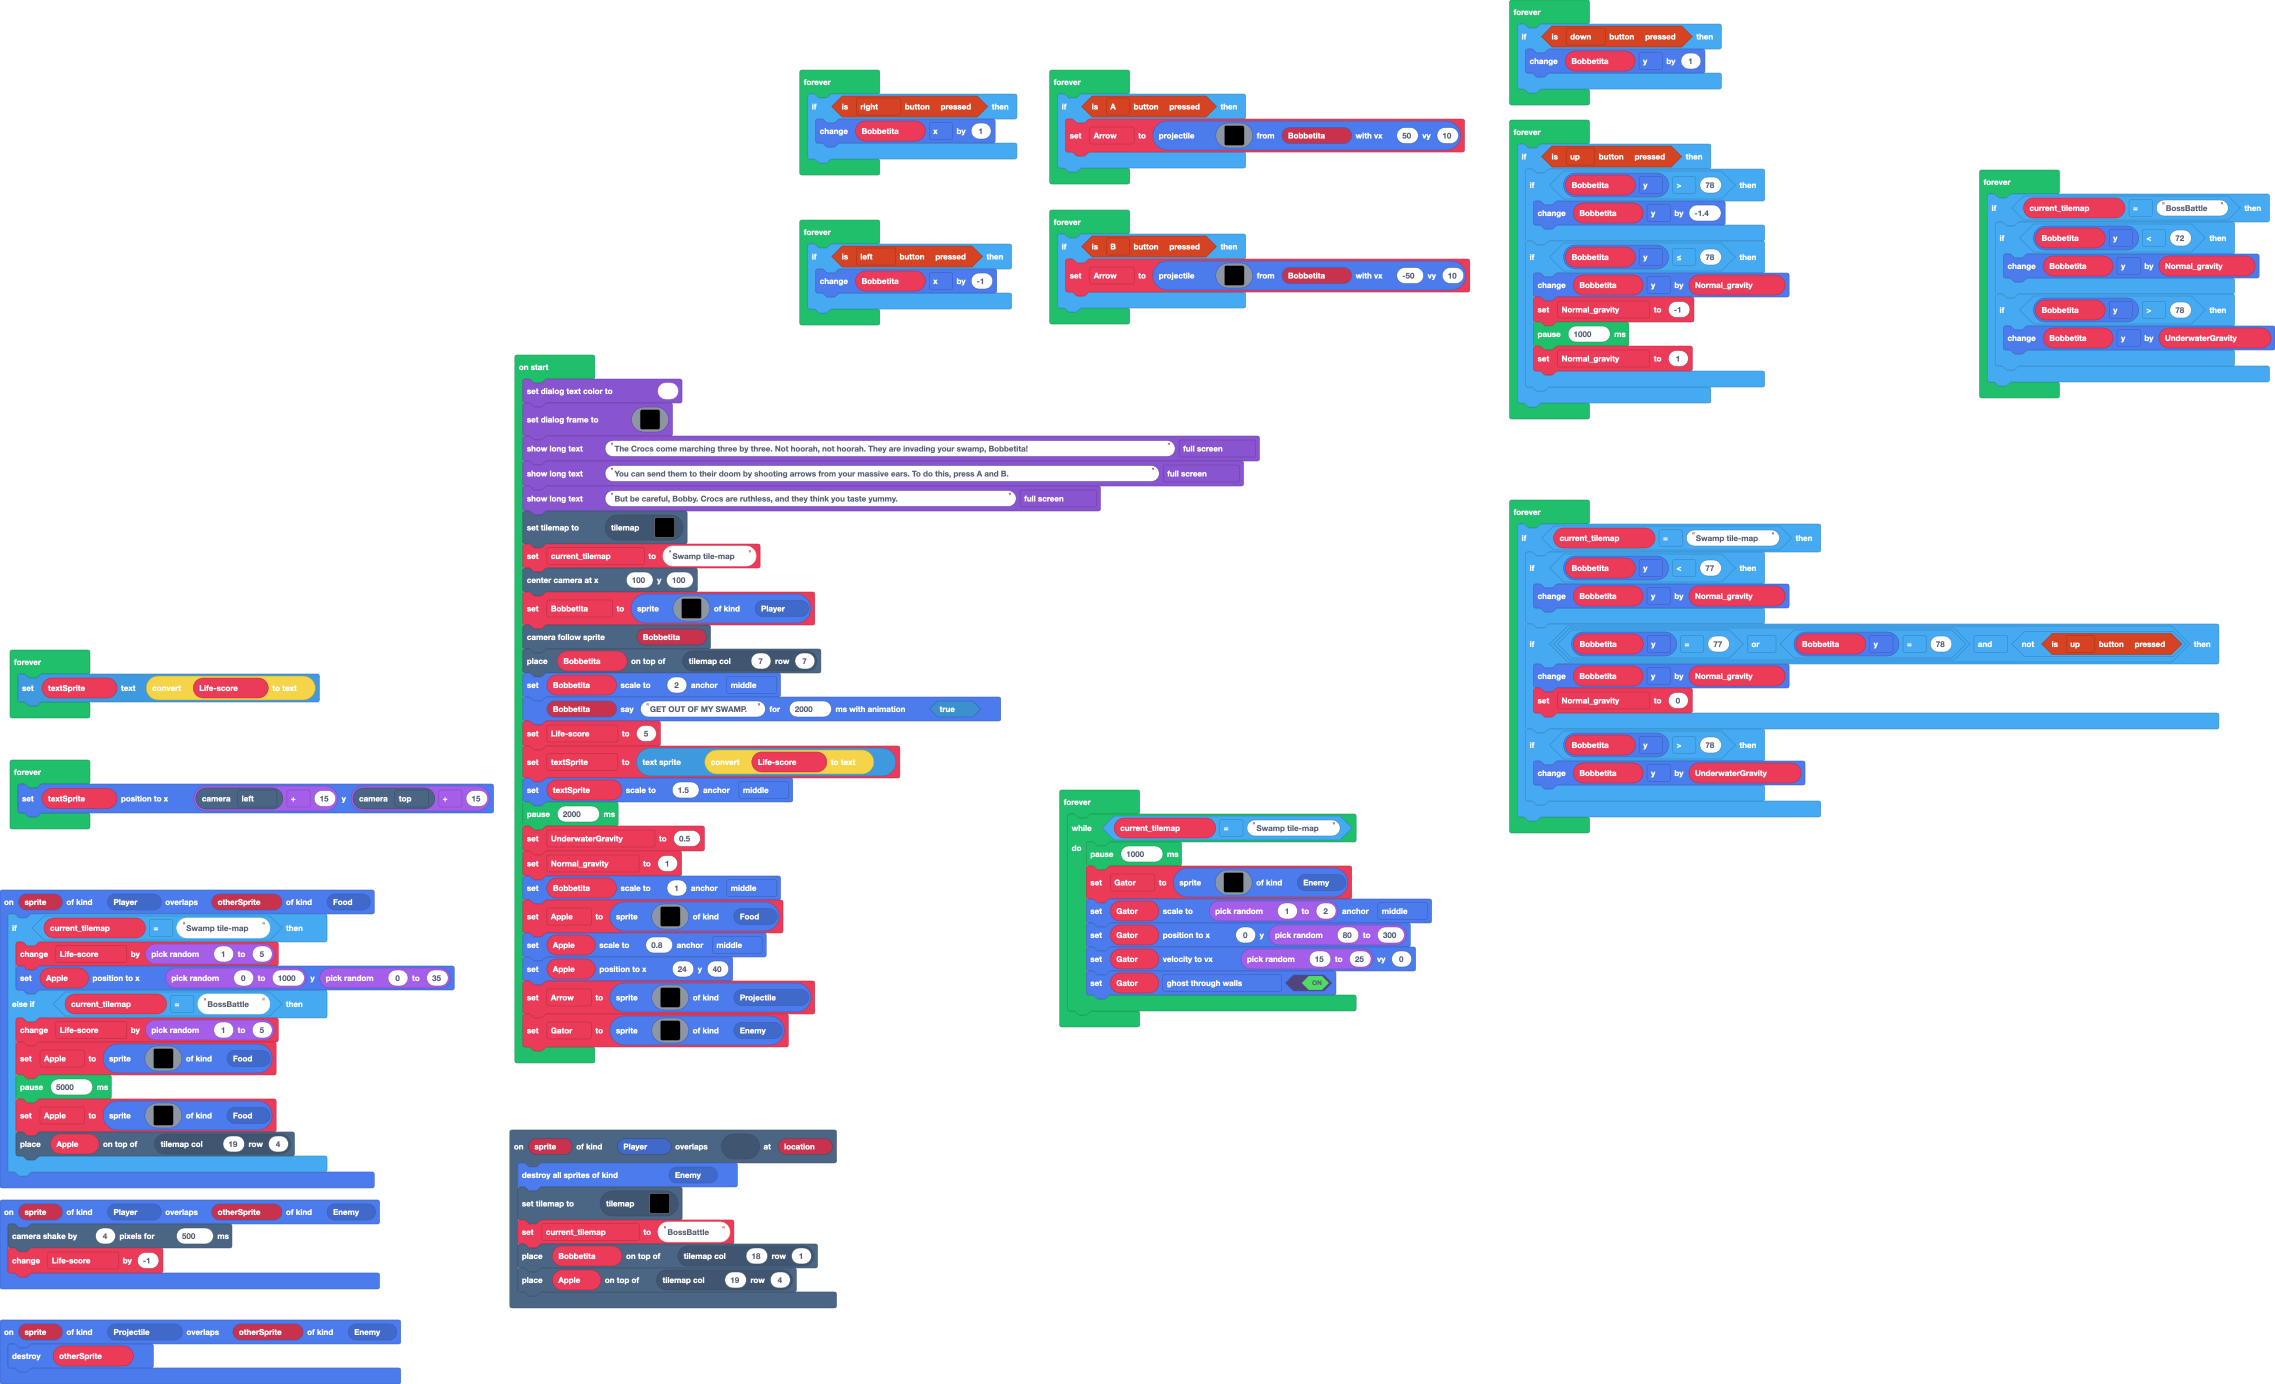 forever
if is down button pressed then
change Bobbetita y by 1
forever
if is right button pressed then
change Bobbetita x by 1
forever
if is A button pressed then
set Arrow to projectile from Bobbetita with vx 50 vy 10
forever
if is up button pressed then
if Bobbetita y > 78 then
change Bobbetita y by -1.4
if Bobbetita y ≤ 78 then
change Bobbetita y by Normal_gravity
set Normal_gravity to -1
pause 1000 ms
set Normal_gravity to 1
forever
if current_tilemap = "BossBattle" then
if Bobbetita y < 72 then
change Bobbetita y by Normal_gravity
if Bobbetita y > 78 then
change Bobbetita y by UnderwaterGravity
forever
if is left button pressed then
change Bobbetita x by -1
forever
if is B button pressed then
set Arrow to projectile from Bobbetita with vx -50 vy 10
on start
set dialog text color to
set dialog frame to
show long text "The Crocs come marching three by three. Not hoorah, not hoorah. They are invading your swamp, Bobbetita!" full screen
show long text "You can send them to their doom by shooting arrows from your massive ears. To do this, press A and B." full screen
show long text "But be careful, Bobby. Crocs are ruthless, and they think you taste yummy." full screen
set tilemap to tilemap
set current_tilemap to "Swamp tile-map"
center camera at x 100 y 100
set Bobbetita to sprite of kind Player
camera follow sprite Bobbetita
place Bobbetita on top of tilemap col 7 row 7
set Bobbetita scale to 2 anchor middle
Bobbetita say "GET OUT OF MY SWAMP." for 2000 ms with animation true
set Life-score to 5
set textSprite to text sprite convert Life-score to text
set textSprite scale to 1.5 anchor middle
pause 2000 ms
set UnderwaterGravity to 0.5
set Normal_gravity to 1
set Bobbetita scale to 1 anchor middle
set Apple to sprite of kind Food
set Apple scale to 0.8 anchor middle
set Apple position to x 24 y 40
set Arrow to sprite of kind Projectile
set Gator to sprite of kind Enemy
forever
if current_tilemap = "Swamp tile-map" then
if Bobbetita y < 77 then
change Bobbetita y by Normal_gravity
if Bobbetita y = 77 or Bobbetita y = 78 and not is up button pressed then
change Bobbetita y by Normal_gravity
set Normal_gravity to 0
if Bobbetita y > 78 then
change Bobbetita y by UnderwaterGravity
forever
set textSprite text convert Life-score to text
forever
set textSprite position to x camera left + 15 y camera top + 15
forever
while current_tilemap = "Swamp tile-map"
do pause 1000 ms
set Gator to sprite of kind Enemy
set Gator scale to pick random 1 to 2 anchor middle
set Gator position to x 0 y pick random 80 to 300
set Gator velocity to vx pick random 15 to 25 vy 0
set Gator ghost through walls ON
on sprite of kind Player overlaps otherSprite of kind Food
if current_tilemap = "Swamp tile-map" then
change Life-score by pick random 1 to 5
set Apple position to x pick random 0 to 1000 y pick random 0 to 35
else if current_tilemap = "BossBattle" then
change Life-score by pick random 1 to 5
set Apple to sprite of kind Food
pause 5000 ms
set Apple to sprite of kind Food
place Apple on top of tilemap col 19 row 4
on sprite of kind Player overlaps otherSprite of kind Enemy
camera shake by 4 pixels for 500 ms
change Life-score by -1
on sprite of kind Projectile overlaps otherSprite of kind Enemy
destroy otherSprite
on sprite of kind Player overlaps at location
destroy all sprites of kind Enemy
set tilemap to tilemap
set current_tilemap to "BossBattle"
place Bobbetita on top of tilemap col 18 row 1
place Apple on top of tilemap col 19 row 4